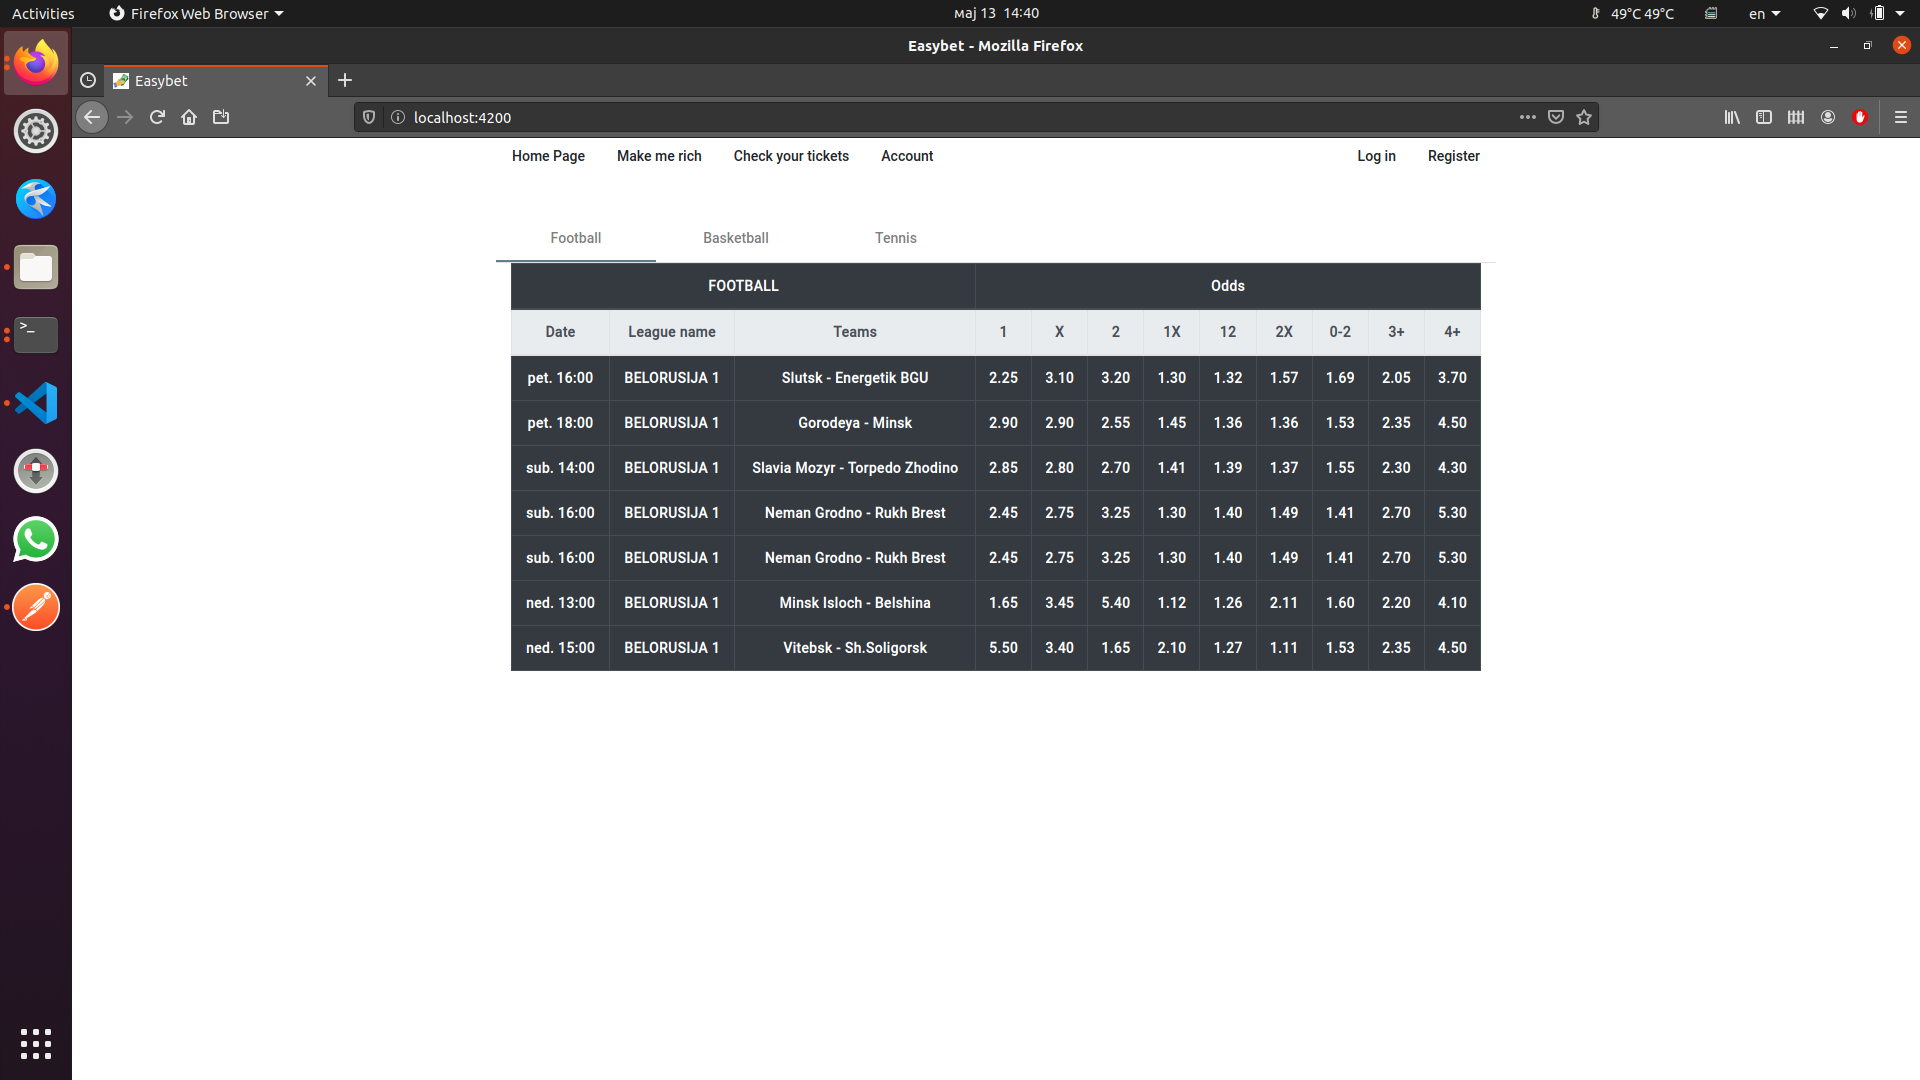 Activities Firefox Web Browser мај 13 14:40 49°C 49°C en
Easybet - Mozilla Firefox
Easybet
localhost:4200
Home Page Make me rich Check your tickets Account Log in Register
Football Basketball Tennis
FOOTBALL Odds
Date League name Teams 1 X 2 1X 12 2X 0-2 3+ 4+
pet. 16:00 BELORUSIJA 1 Slutsk - Energetik BGU 2.25 3.10 3.20 1.30 1.32 1.57 1.69 2.05 3.70
pet. 18:00 BELORUSIJA 1 Gorodeya - Minsk 2.90 2.90 2.55 1.45 1.36 1.36 1.53 2.35 4.50
sub. 14:00 BELORUSIJA 1 Slavia Mozyr - Torpedo Zhodino 2.85 2.80 2.70 1.41 1.39 1.37 1.55 2.30 4.30
sub. 16:00 BELORUSIJA 1 Neman Grodno - Rukh Brest 2.45 2.75 3.25 1.30 1.40 1.49 1.41 2.70 5.30
sub. 16:00 BELORUSIJA 1 Neman Grodno - Rukh Brest 2.45 2.75 3.25 1.30 1.40 1.49 1.41 2.70 5.30
ned. 13:00 BELORUSIJA 1 Minsk Isloch - Belshina 1.65 3.45 5.40 1.12 1.26 2.11 1.60 2.20 4.10
ned. 15:00 BELORUSIJA 1 Vitebsk - Sh.Soligorsk 5.50 3.40 1.65 2.10 1.27 1.11 1.53 2.35 4.50